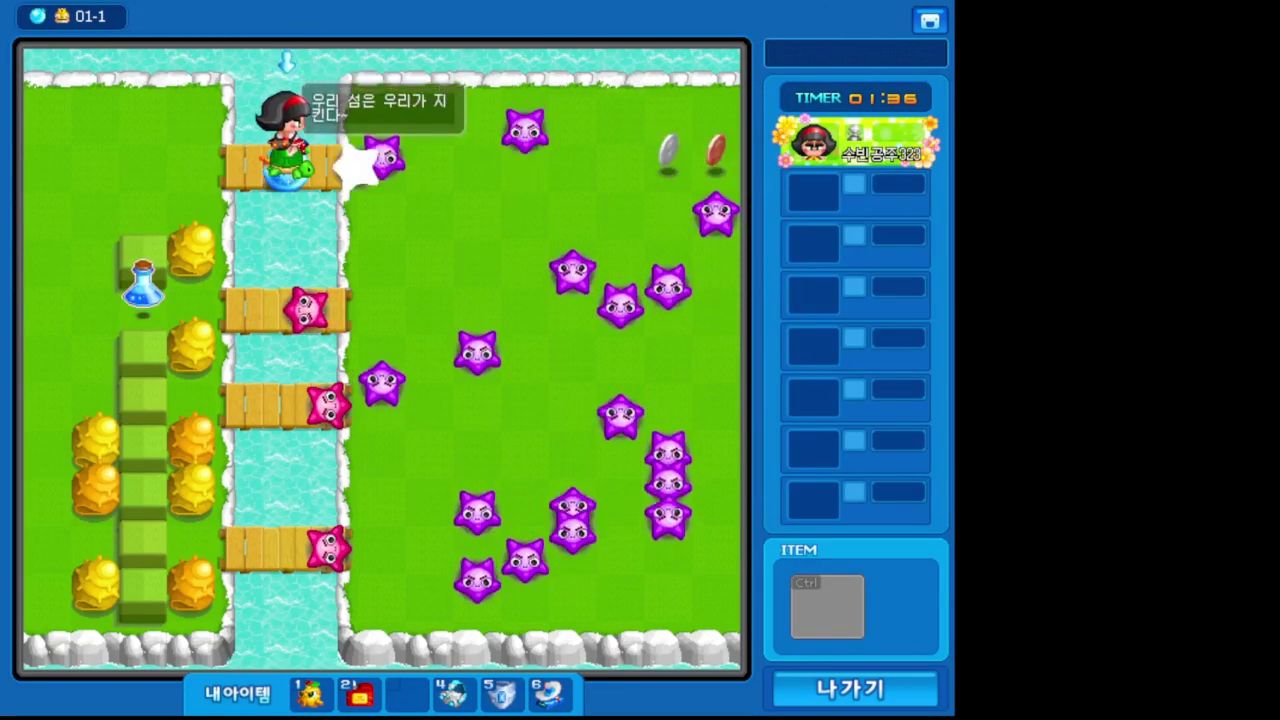 01-1
우리 섬은 우리가 지
킨다~
TIMER 01:36
수빈공주323
ITEM
Ctrl
내아이템
1
2
4
5
6
나가기